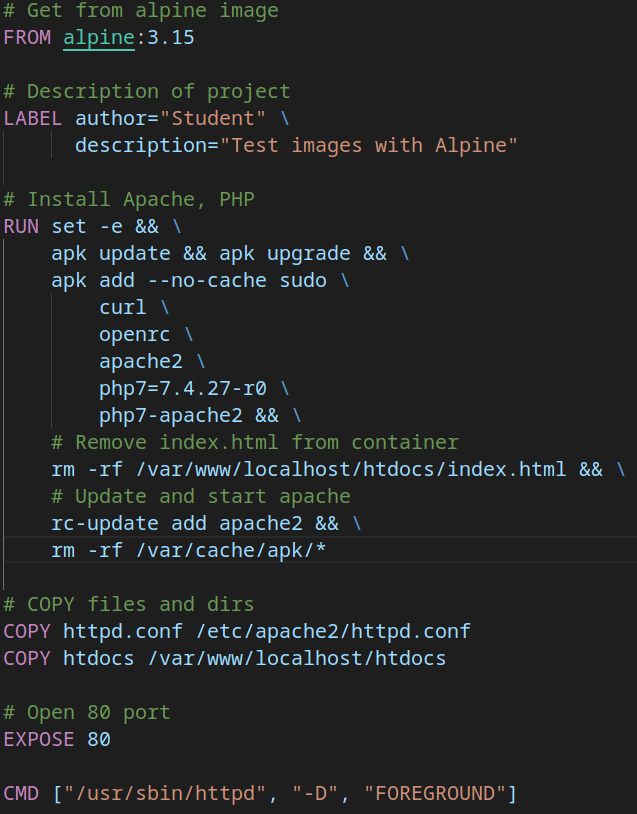 # Get from alpine image
FROM alpine:3.15
# Description of project
LABEL author="Student" \
description="Test images with Alpine"
# Install Apache, PHP
RUN set -e && \
apk update && apk upgrade && \
apk add --no-cache sudo \
curl \
openrc \
apache2 \
php7=7.4.27-r0 \
php7-apache2 && \
# Remove index.html from container
rm -rf /var/www/localhost/htdocs/index.html && \
# Update and start apache
rc-update add apache2 && \
rm -rf /var/cache/apk/*
# COPY files and dirs
COPY httpd.conf /etc/apache2/httpd.conf
COPY htdocs /var/www/localhost/htdocs
# Open 80 port
EXPOSE 80
CMD ["/usr/sbin/httpd", "-D", "FOREGROUND"]